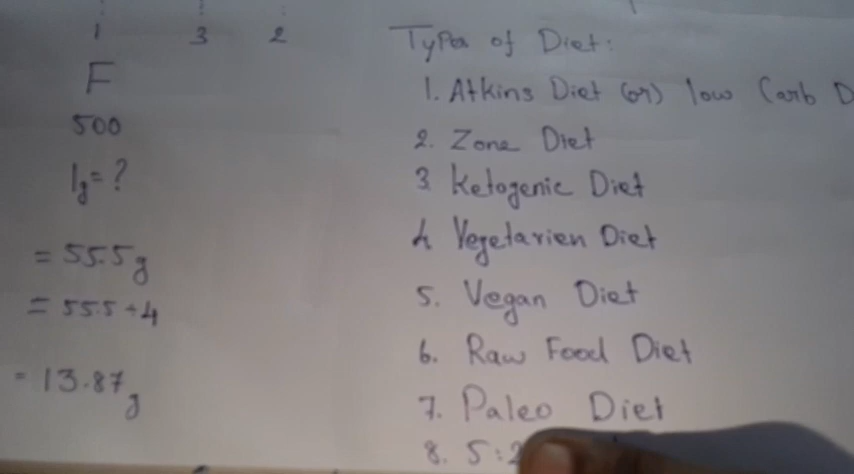 1 3 2
F
500
1g = ?
= 55.5g
= 55.5 ÷ 4
= 13.87g
Types of Diet:
1. Atkins Diet (or) low Carb D
2. Zone Diet
3 Ketogenic Diet
4 Vegetarien Diet
5. Vegan Diet
6. Raw Food Diet
7. Paleo Diet
8. 5:2